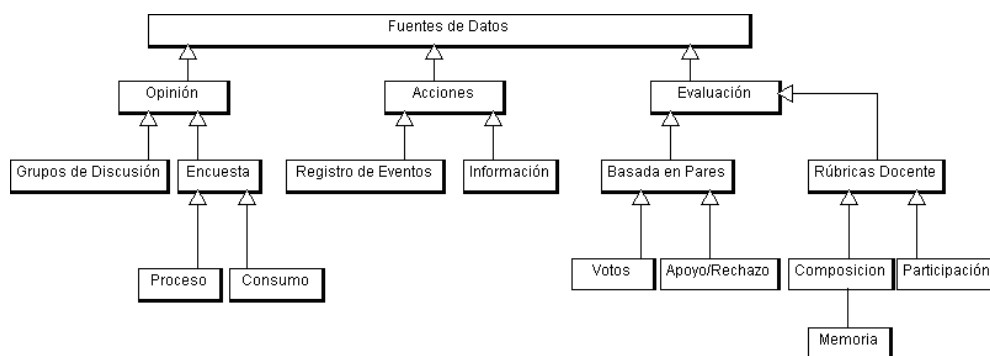 Fuentes de Datos
Opinión
Acciones
Evaluación
Grupos de Discusión
Encuesta
Registro de Eventos
Información
Basada en Pares
Rúbricas Docente
Proceso
Consumo
Votos
Apoyo/Rechazo
Composicion
Participación
Memoria